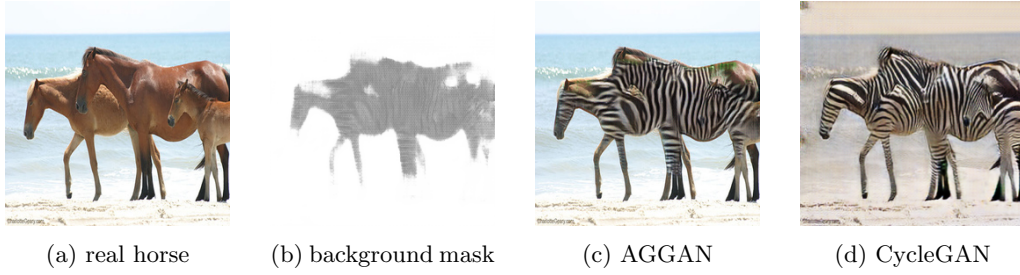 (a) real horse
(b) background mask
(c) AGGAN
(d) CycleGAN